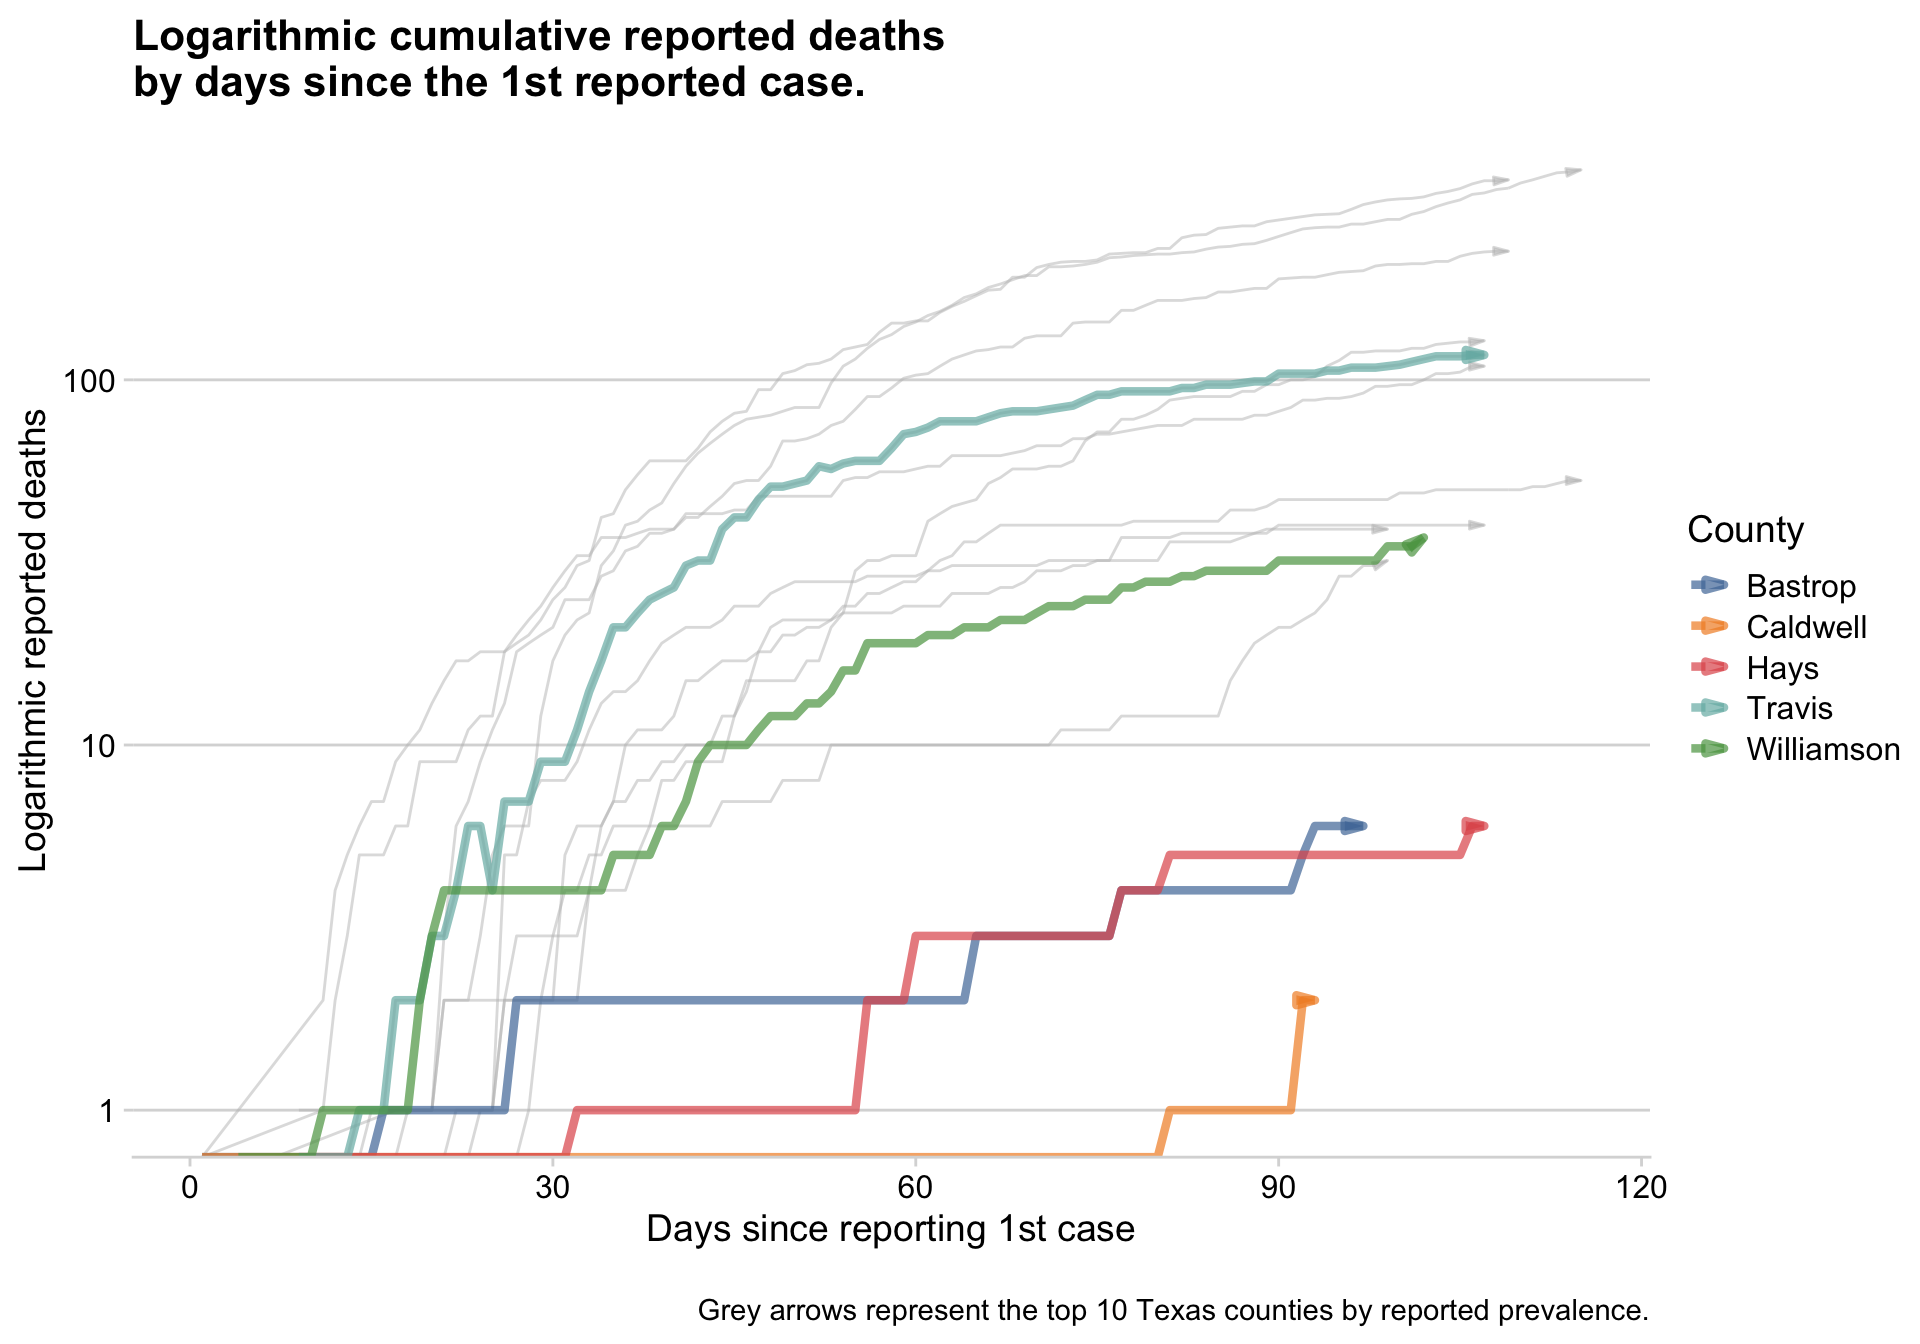 Logarithmic cumulative reported deaths
by days since the 1st reported case.
Logarithmic reported deaths
100
10
1
0
30
60
90
120
Days since reporting 1st case
County
Bastrop
Caldwell
Hays
Travis
Williamson
Grey arrows represent the top 10 Texas counties by reported prevalence.